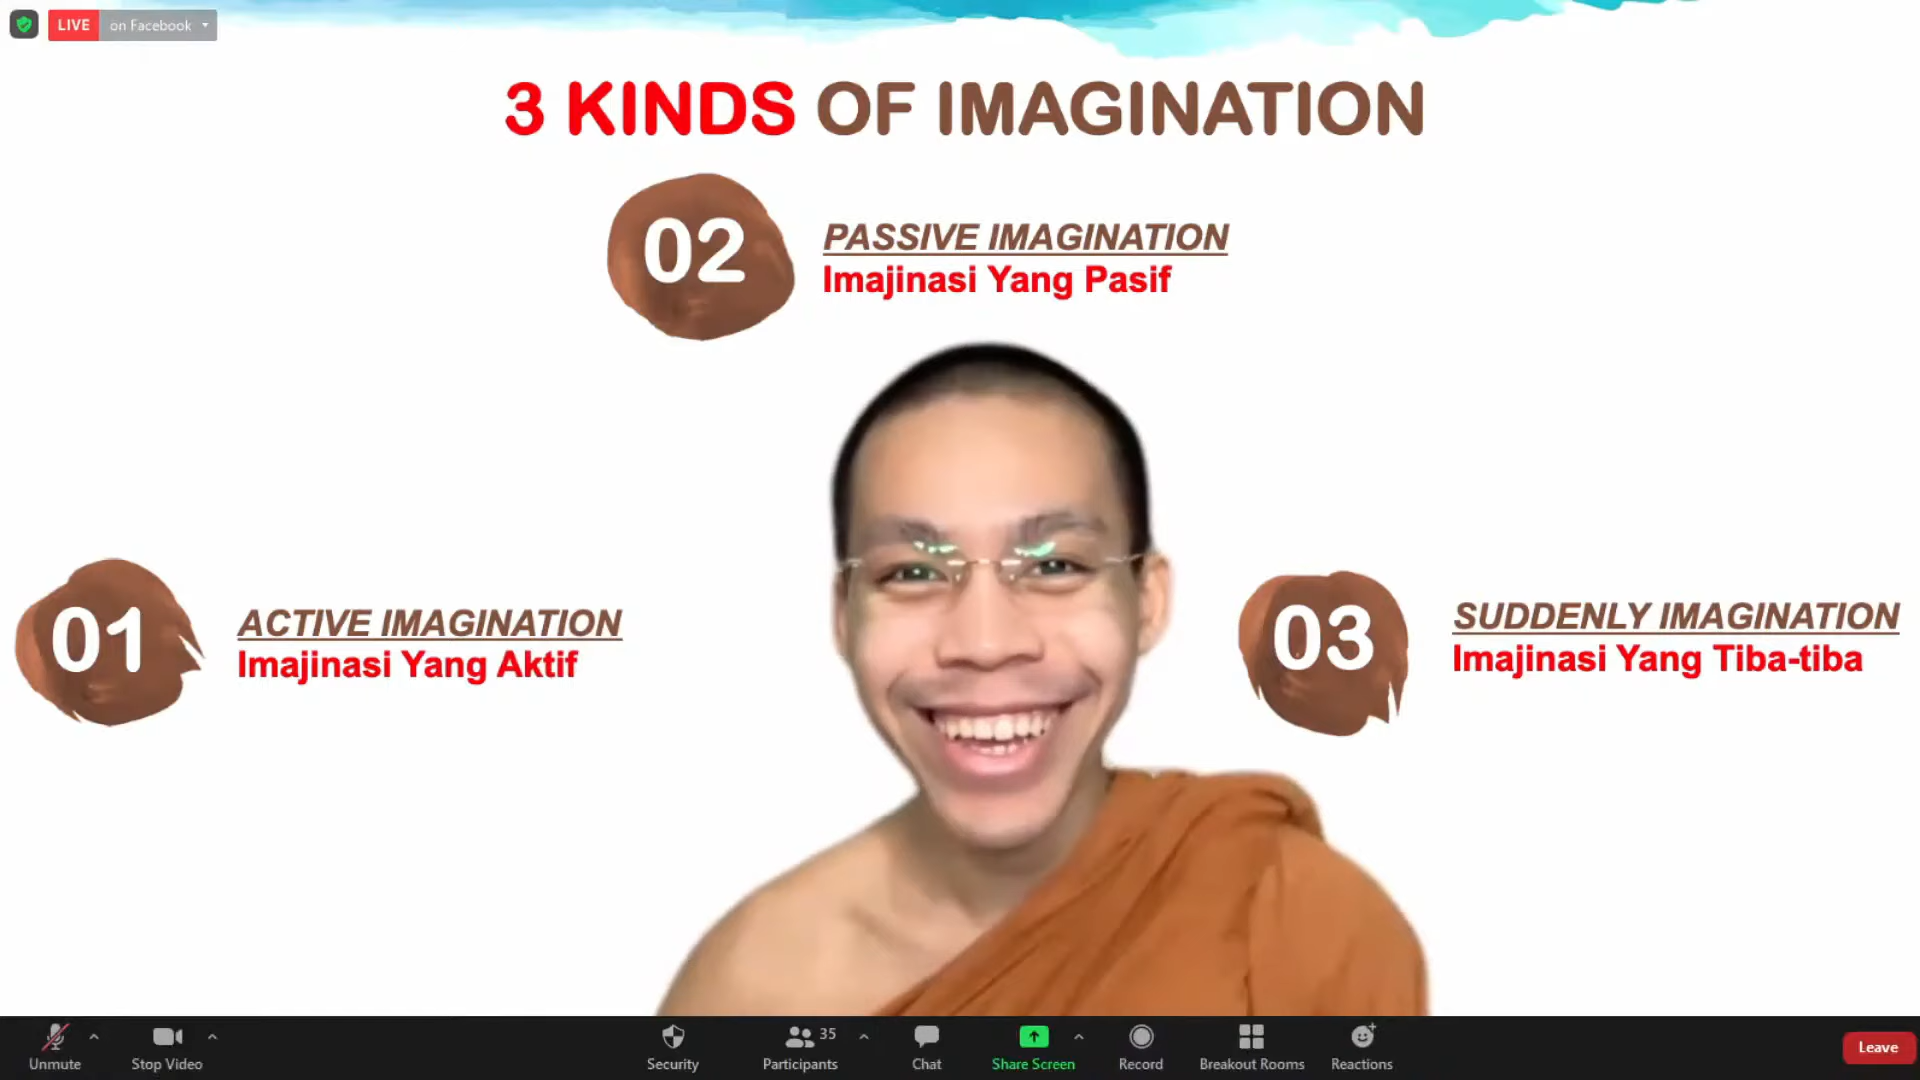 LIVE on Facebook
3 KINDS OF IMAGINATION
02
PASSIVE IMAGINATION
Imajinasi Yang Pasif
01
ACTIVE IMAGINATION
Imajinasi Yang Aktif
03
SUDDENLY IMAGINATION
Imajinasi Yang Tiba-tiba
Unmute
Stop Video
Security
35
Participants
Chat
Share Screen
Record
Breakout Rooms
Reactions
Leave